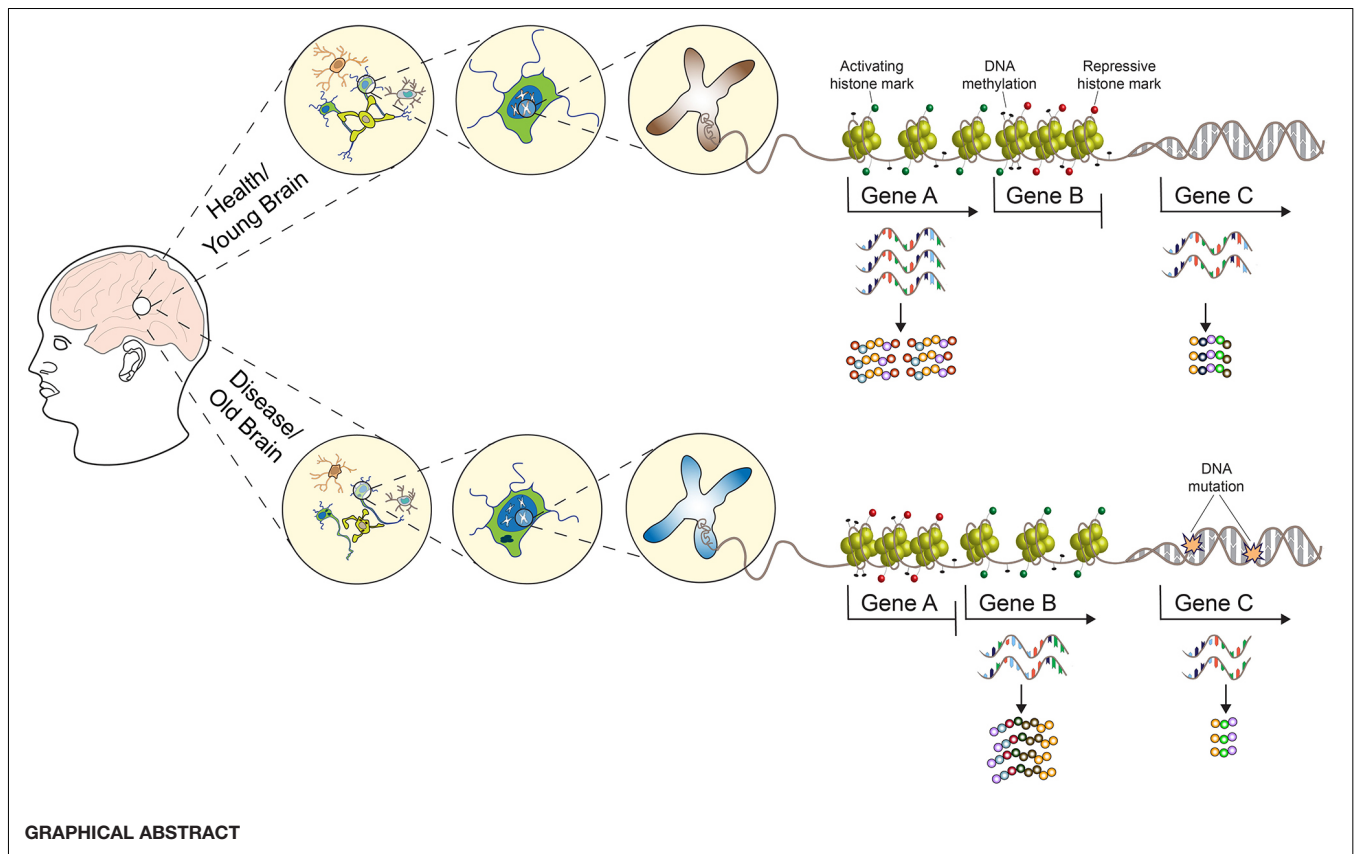 Health/
Young Brain
Activating
histone mark
DNA
methylation
Repressive
histone mark
Gene A
Gene B
Gene C
Disease/
Old Brain
DNA
mutation
Gene A
Gene B
Gene C
GRAPHICAL ABSTRACT